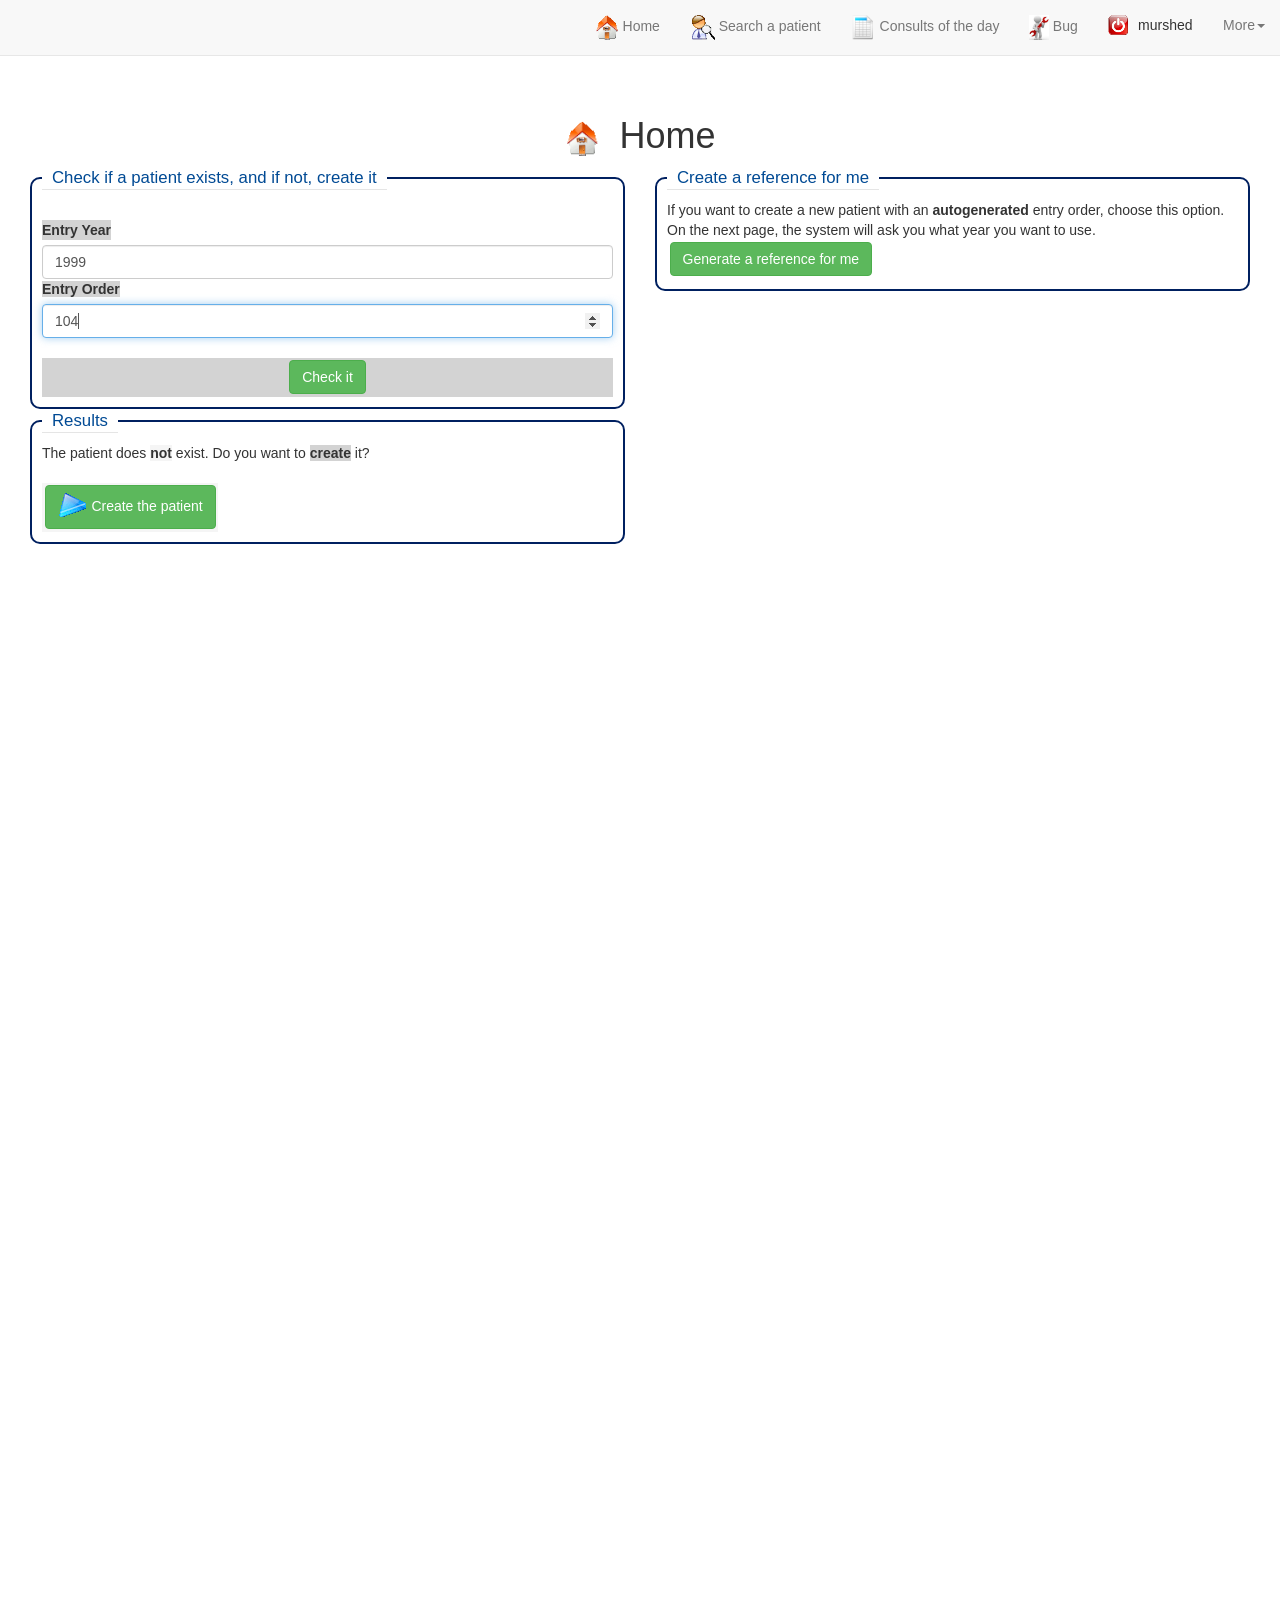 Home
Search a patient
Consults of the day
Bug
murshed
More
Home
Check if a patient exists, and if not, create it
Entry Year
1999
Entry Order
104
Check it
Results
The patient does not exist. Do you want to create it?
Create the patient
Create a reference for me
If you want to create a new patient with an autogenerated entry order, choose this option.
On the next page, the system will ask you what year you want to use.
Generate a reference for me